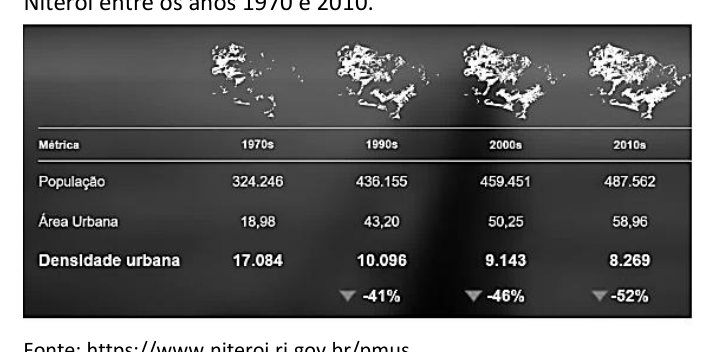 Niterói entre os anos 1970 e 2010.
Métrica 1970s 1990s 2000s 2010s
População 324.246 436.155 459.451 487.562
Área Urbana 18,98 43,20 50,25 58,96
Densidade urbana 17.084 10.096 9.143 8.269
-41% -46% -52%
Fonte: https://www.niteroi.rj.gov.br/pmus